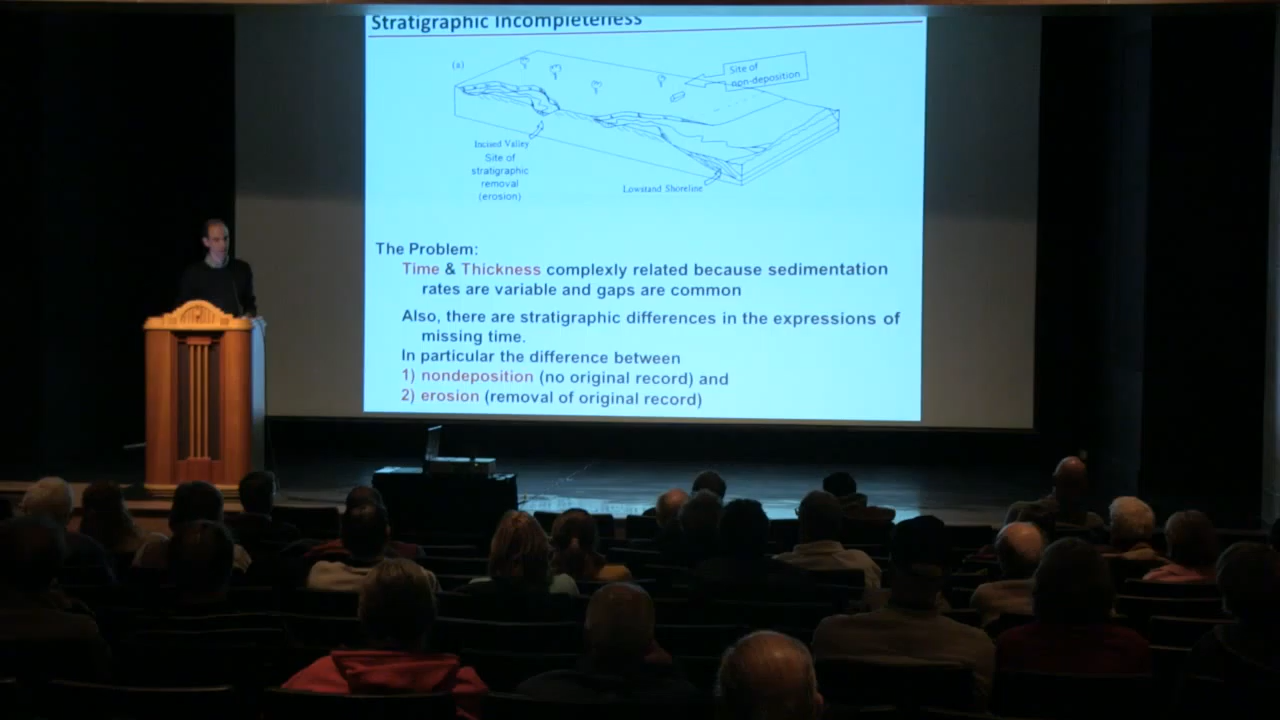 Stratigraphic Incompleteness
(a)
Site of
non-deposition
Incised Valley
Site of
stratigraphic
removal
(erosion)
Lowstand Shoreline
The Problem:
Time & Thickness complexly related because sedimentation
rates are variable and gaps are common
Also, there are stratigraphic differences in the expressions of
missing time.
In particular the difference between
1) nondeposition (no original record) and
2) erosion (removal of original record)